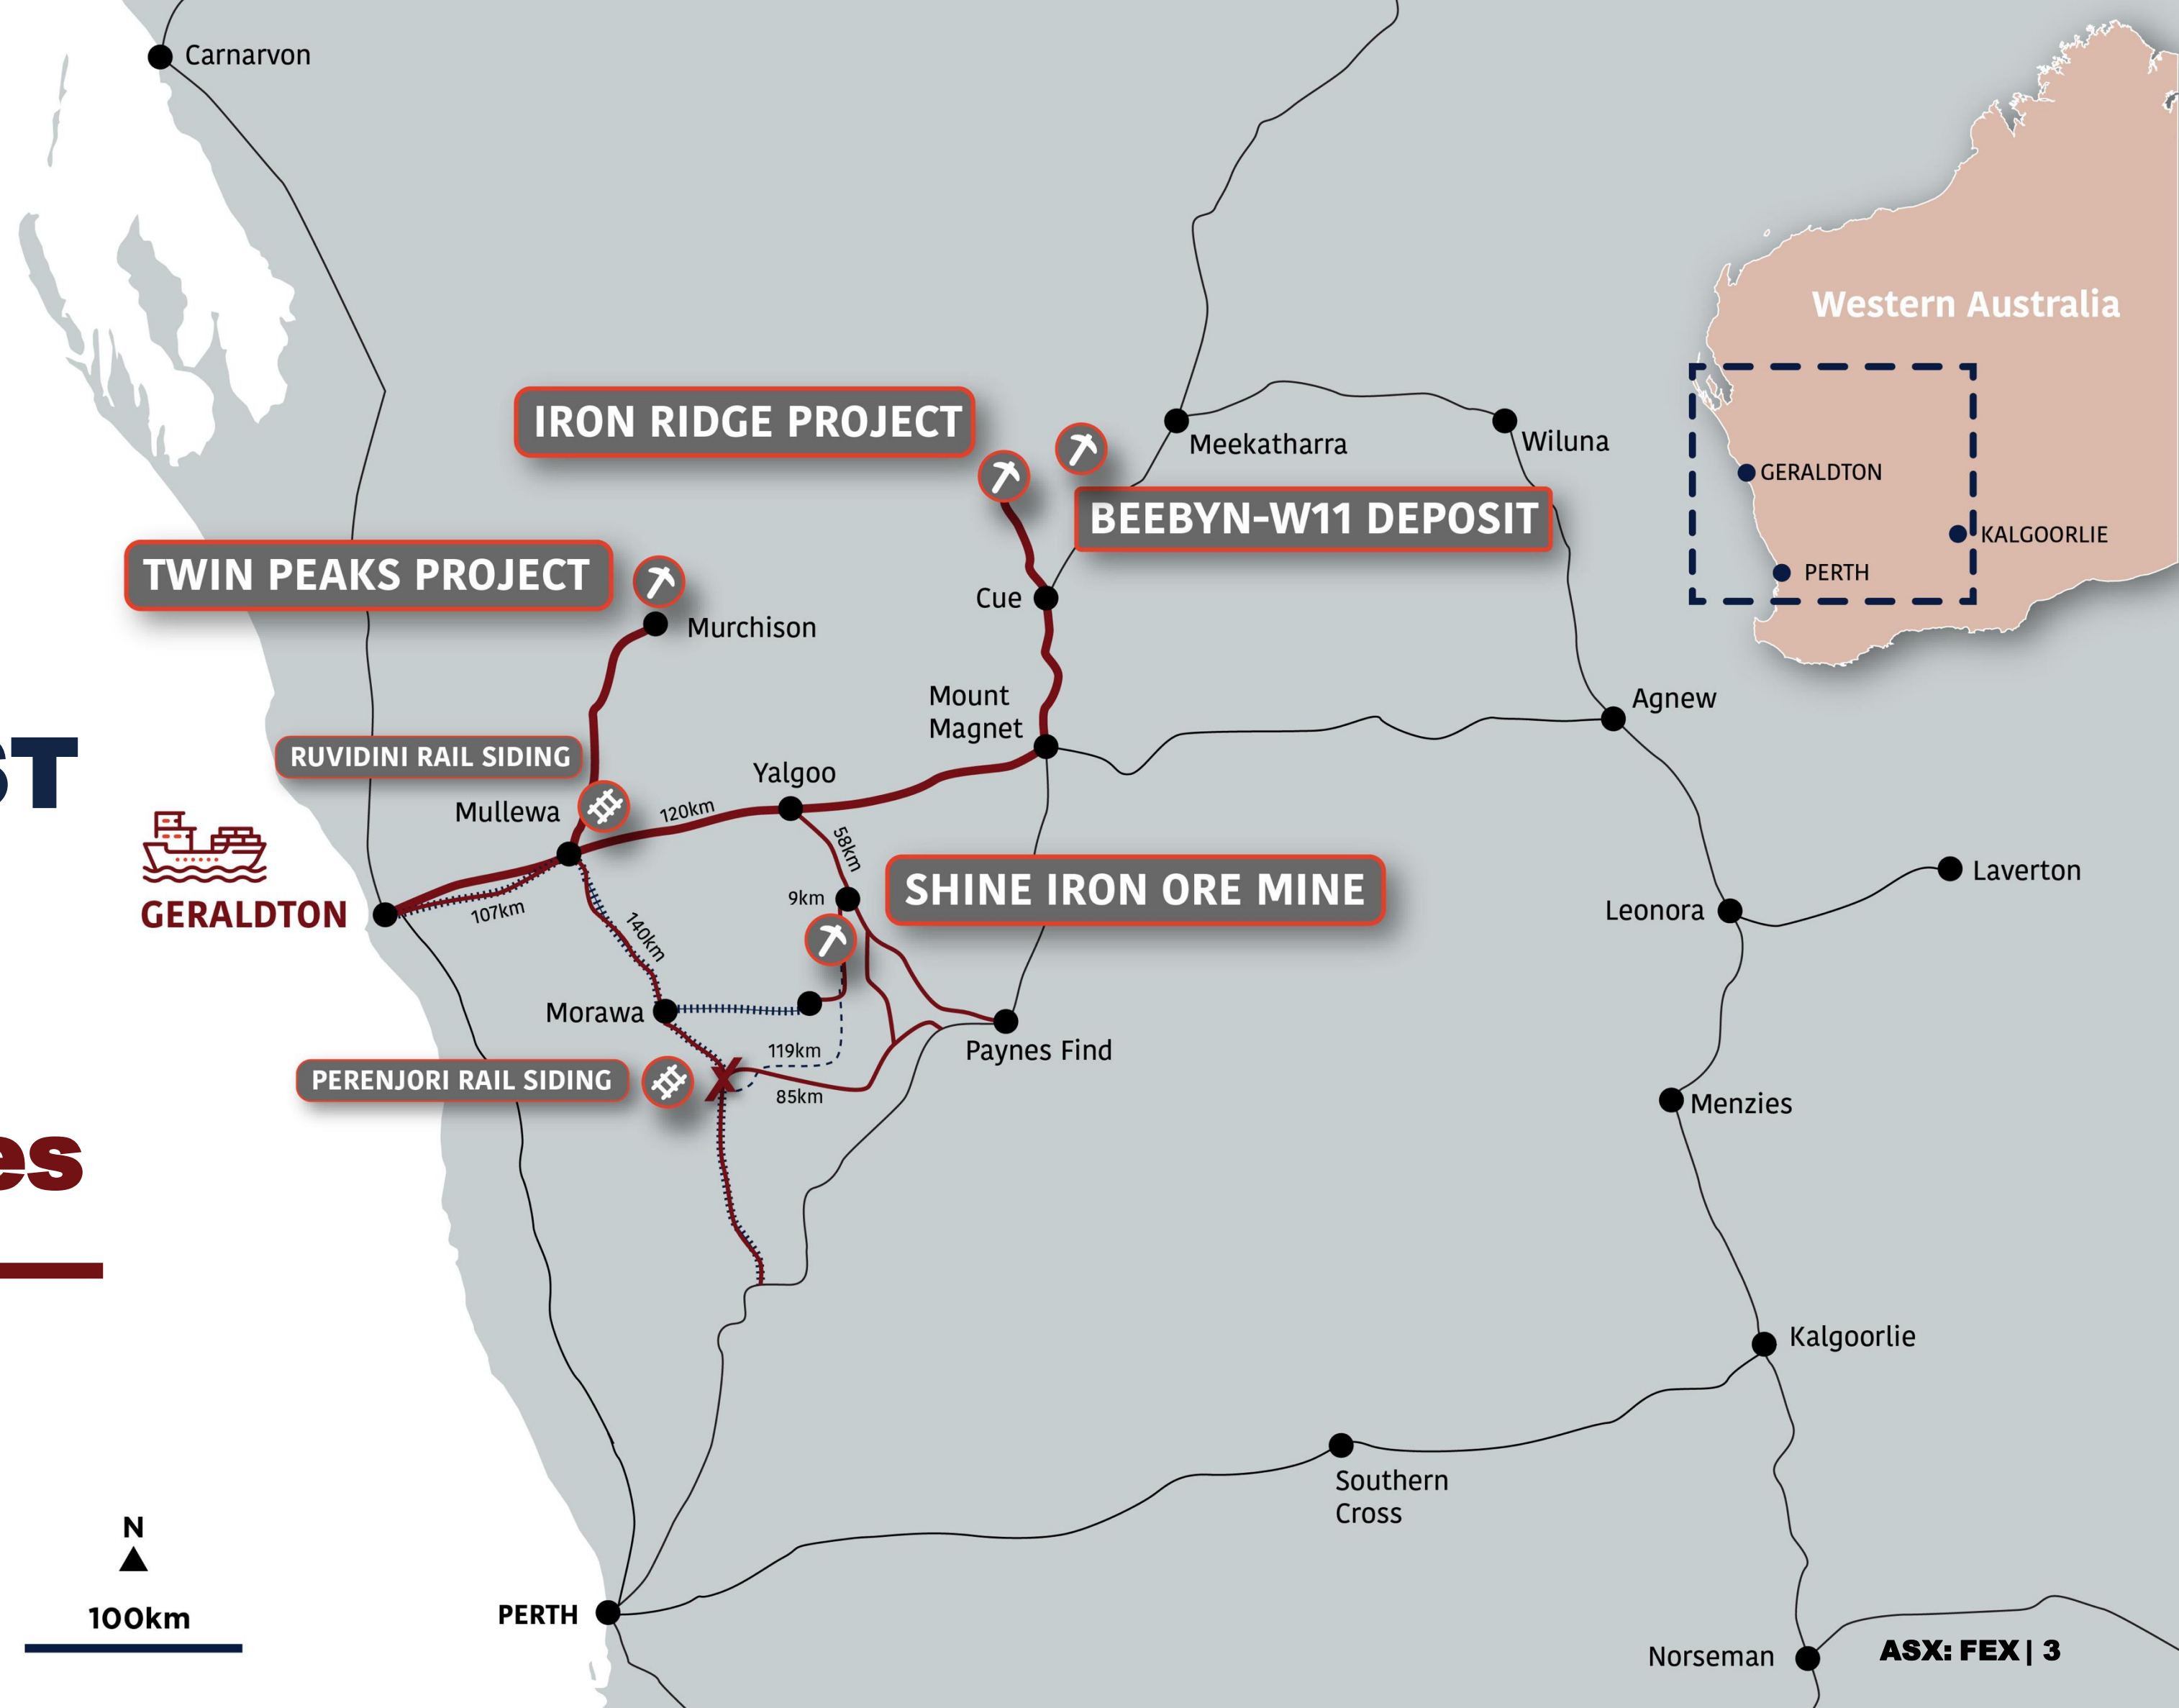 Carnarvon
Western Australia
IRON RIDGE PROJECT
Meekatharra
Wiluna
GERALDTON
BEEBYN-W11 DEPOSIT
KALGOORLIE
TWIN PEAKS PROJECT
PERTH
Cue
Murchison
Mount
Magnet
Agnew
ST
RUVIDINI RAIL SIDING
Yalgoo
Mullewa
120km
58km
SHINE IRON ORE MINE
Laverton
9km
GERALDTON
107km
140km
Leonora
Morawa
119km
Paynes Find
PERENJORI RAIL SIDING
X
85km
Menzies
es
Kalgoorlie
Southern
Cross
N
100km
PERTH
Norseman
ASX: FEX | 3